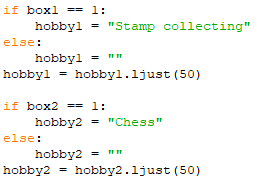 if box1 == 1:
    hobby1 = "Stamp collecting"
else:
    hobby1 = ""
hobby1 = hobby1.ljust(50)

if box2 == 1:
    hobby2 = "Chess"
else:
    hobby2 = ""
hobby2 = hobby2.ljust(50)